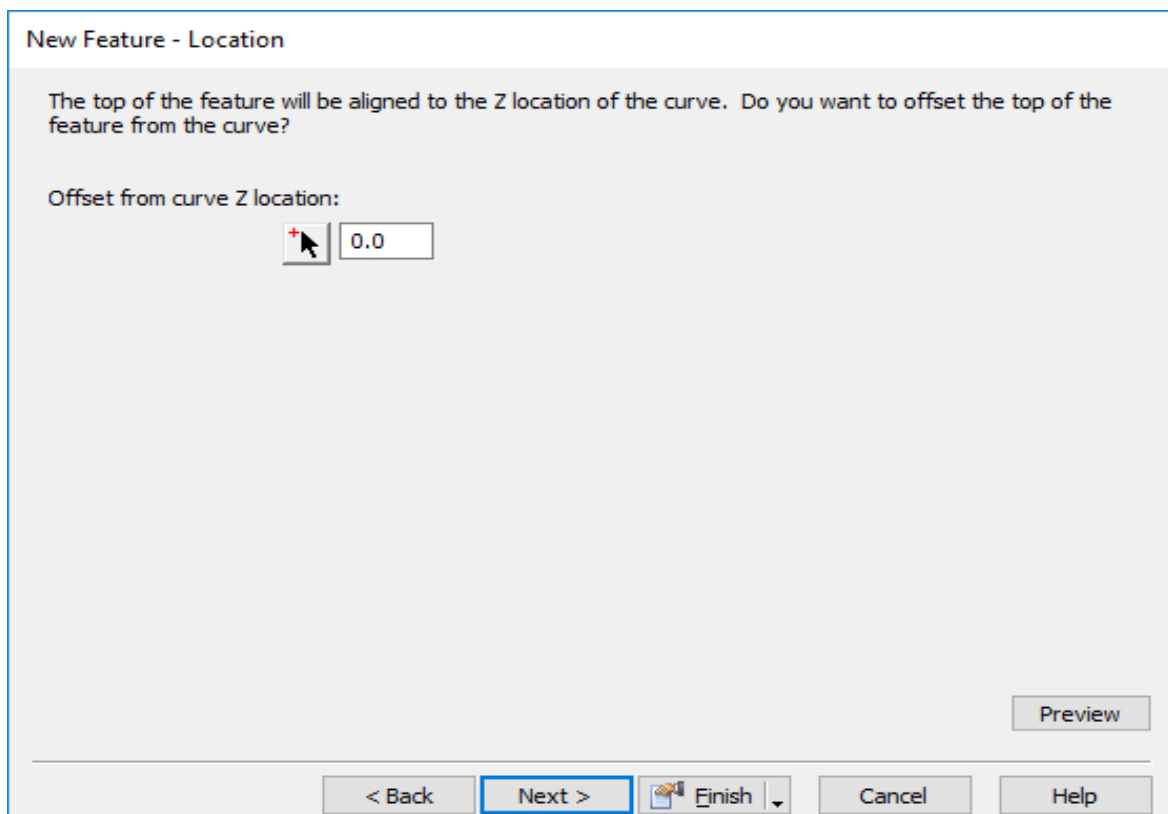 New Feature - Location
The top of the feature will be aligned to the Z location of the curve.  Do you want to offset the top of the
feature from the curve?
Offset from curve Z location:
0.0
Preview
< Back Next > Finish Cancel Help